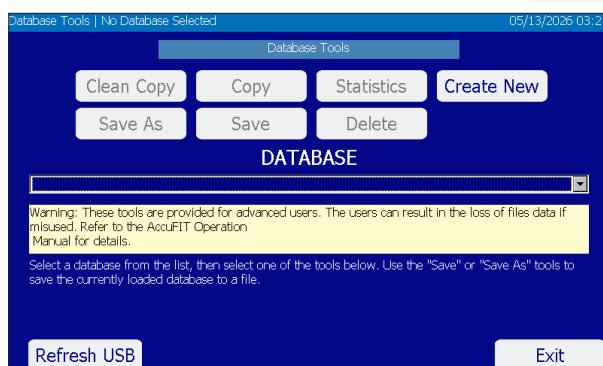 Database Tools | No Database Selected 05/13/2026 03:2
Database Tools
Clean Copy Copy Statistics Create New
Save As Save Delete
DATABASE
Warning: These tools are provided for advanced users. The users can result in the loss of files data if
misused. Refer to the AccuFIT Operation
Manual for details.
Select a database from the list, then select one of the tools below. Use the "Save" or "Save As" tools to
save the currently loaded database to a file.
Refresh USB Exit